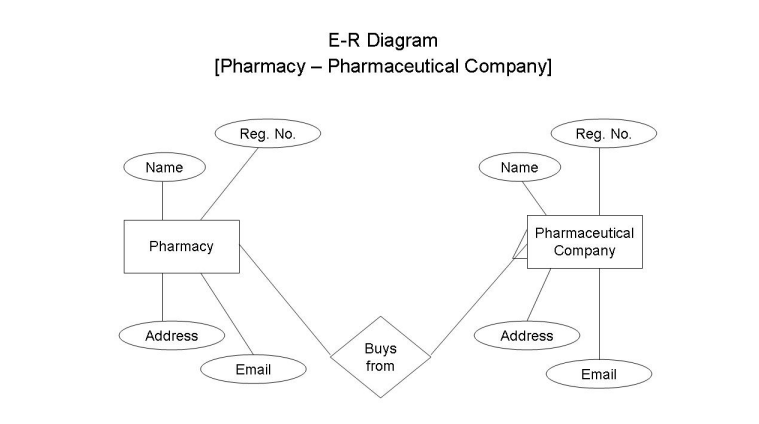 E-R Diagram
[Pharmacy – Pharmaceutical Company]
Reg. No.
Name
Pharmacy
Address
Email
Buys
from
Reg. No.
Name
Pharmaceutical
Company
Address
Email